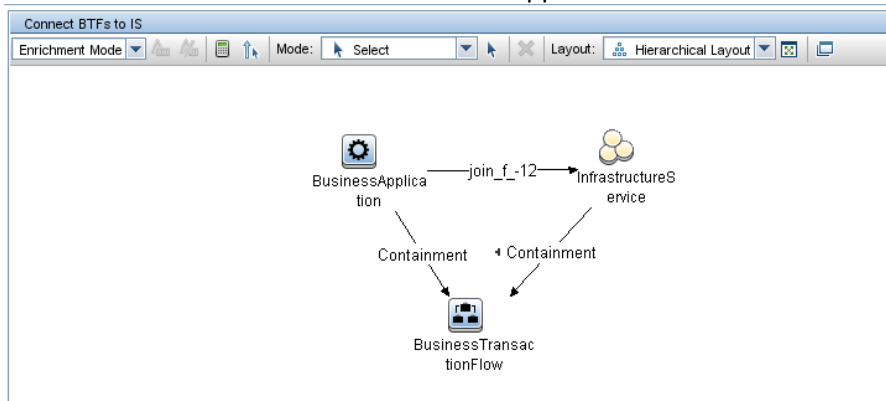 Connect BTFs to IS
Enrichment Mode Mode: Select Layout: Hierarchical Layout
BusinessApplica
tion
join_f_-12
InfrastructureS
ervice
Containment
Containment
BusinessTransac
tionFlow